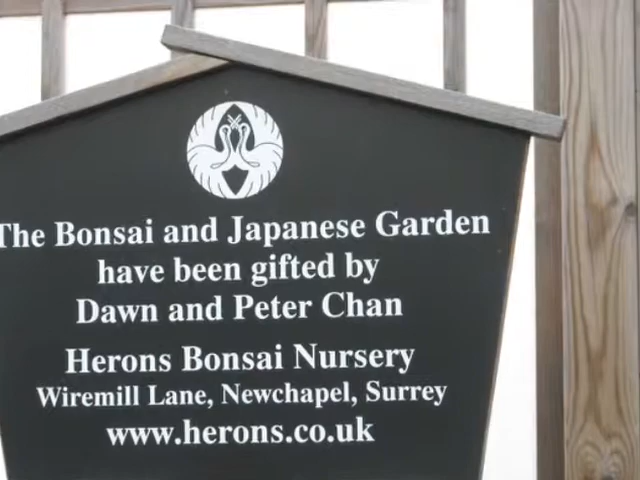 The Bonsai and Japanese Garden
have been gifted by
Dawn and Peter Chan
Herons Bonsai Nursery
Wiremill Lane, Newchapel, Surrey
www.herons.co.uk